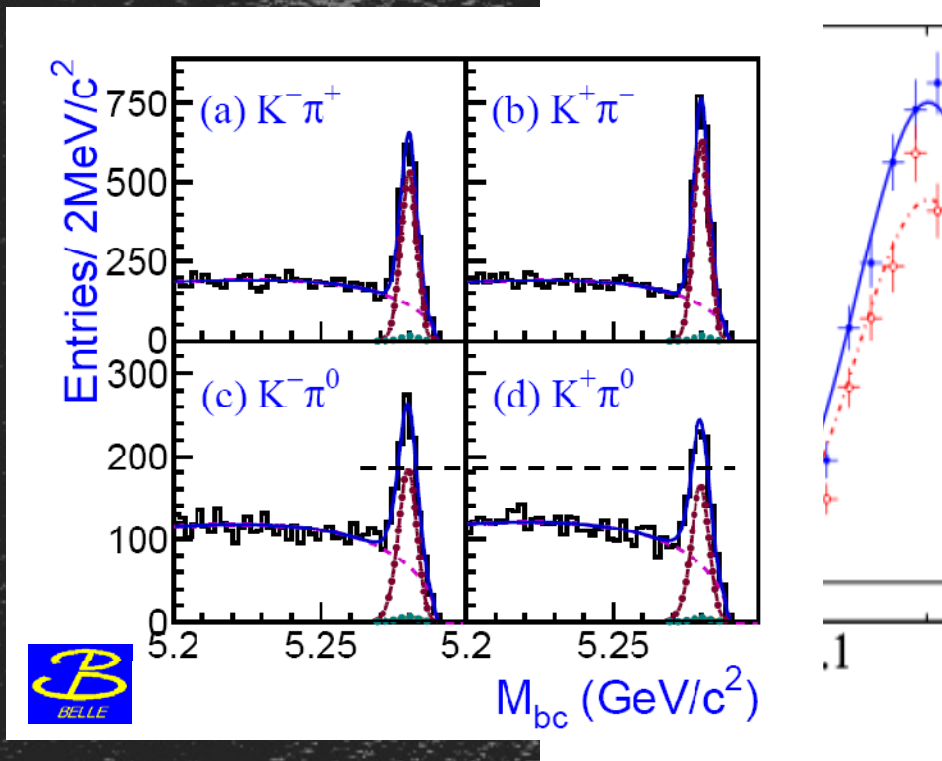 Entries/ 2MeV/c²
750
500
250
0
(a) K⁻π⁺
(b) K⁺π⁻
300
200
100
0
(c) K⁻π⁰
(d) K⁺π⁰
5.2
5.25
5.2
5.25
M_bc (GeV/c²)
B
BELLE
.1